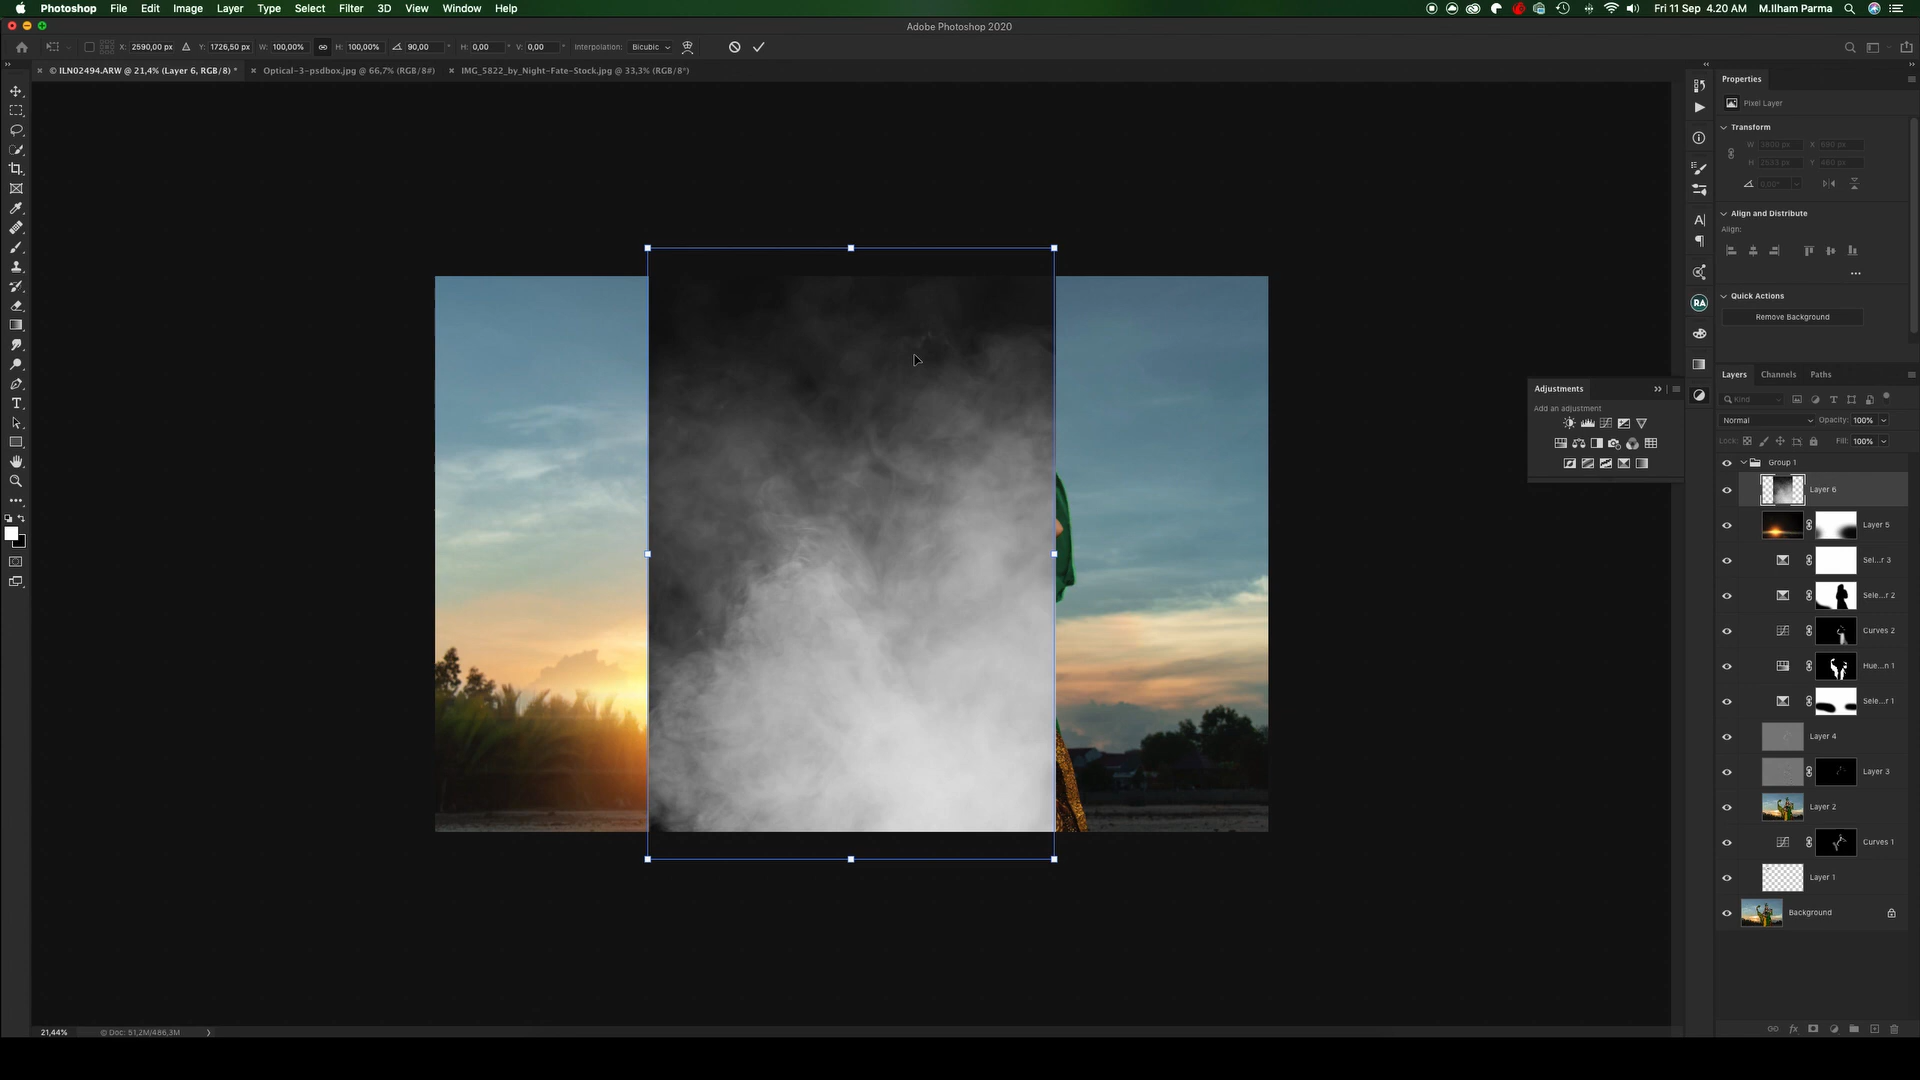 Photoshop File Edit Image Layer Type Select Filter 3D View Window Help
Fri 11 Sep 4.20 AM M.Ilham Parma
Adobe Photoshop 2020
X: 2590,00 px Y: 1726,50 px W: 100,00% H: 100,00% 90,00 ° H: 0,00 ° V: 0,00 ° Interpolation: Bicubic
© ILN02494.ARW @ 21,4% (Layer 6, RGB/8) * Optical-3-psdbox.jpg @ 66,7% (RGB/8#) IMG_5822_by_Night-Fate-Stock.jpg @ 33,3% (RGB/8*)
Properties
Pixel Layer
Transform
W 3800 px X 690 px
H 2533 px Y 460 px
0,00°
Align and Distribute
Align:
Quick Actions
Remove Background
RA
Adjustments
Add an adjustment
Layers Channels Paths
Kind
Normal Opacity: 100%
Lock: Fill: 100%
Group 1
Layer 6
Layer 5
Sel...r 3
Sele...r 2
Curves 2
Hue...n 1
Sele...r 1
Layer 4
Layer 3
Layer 2
Curves 1
Layer 1
Background
21,44% © Doc: 51,2M/486,3M